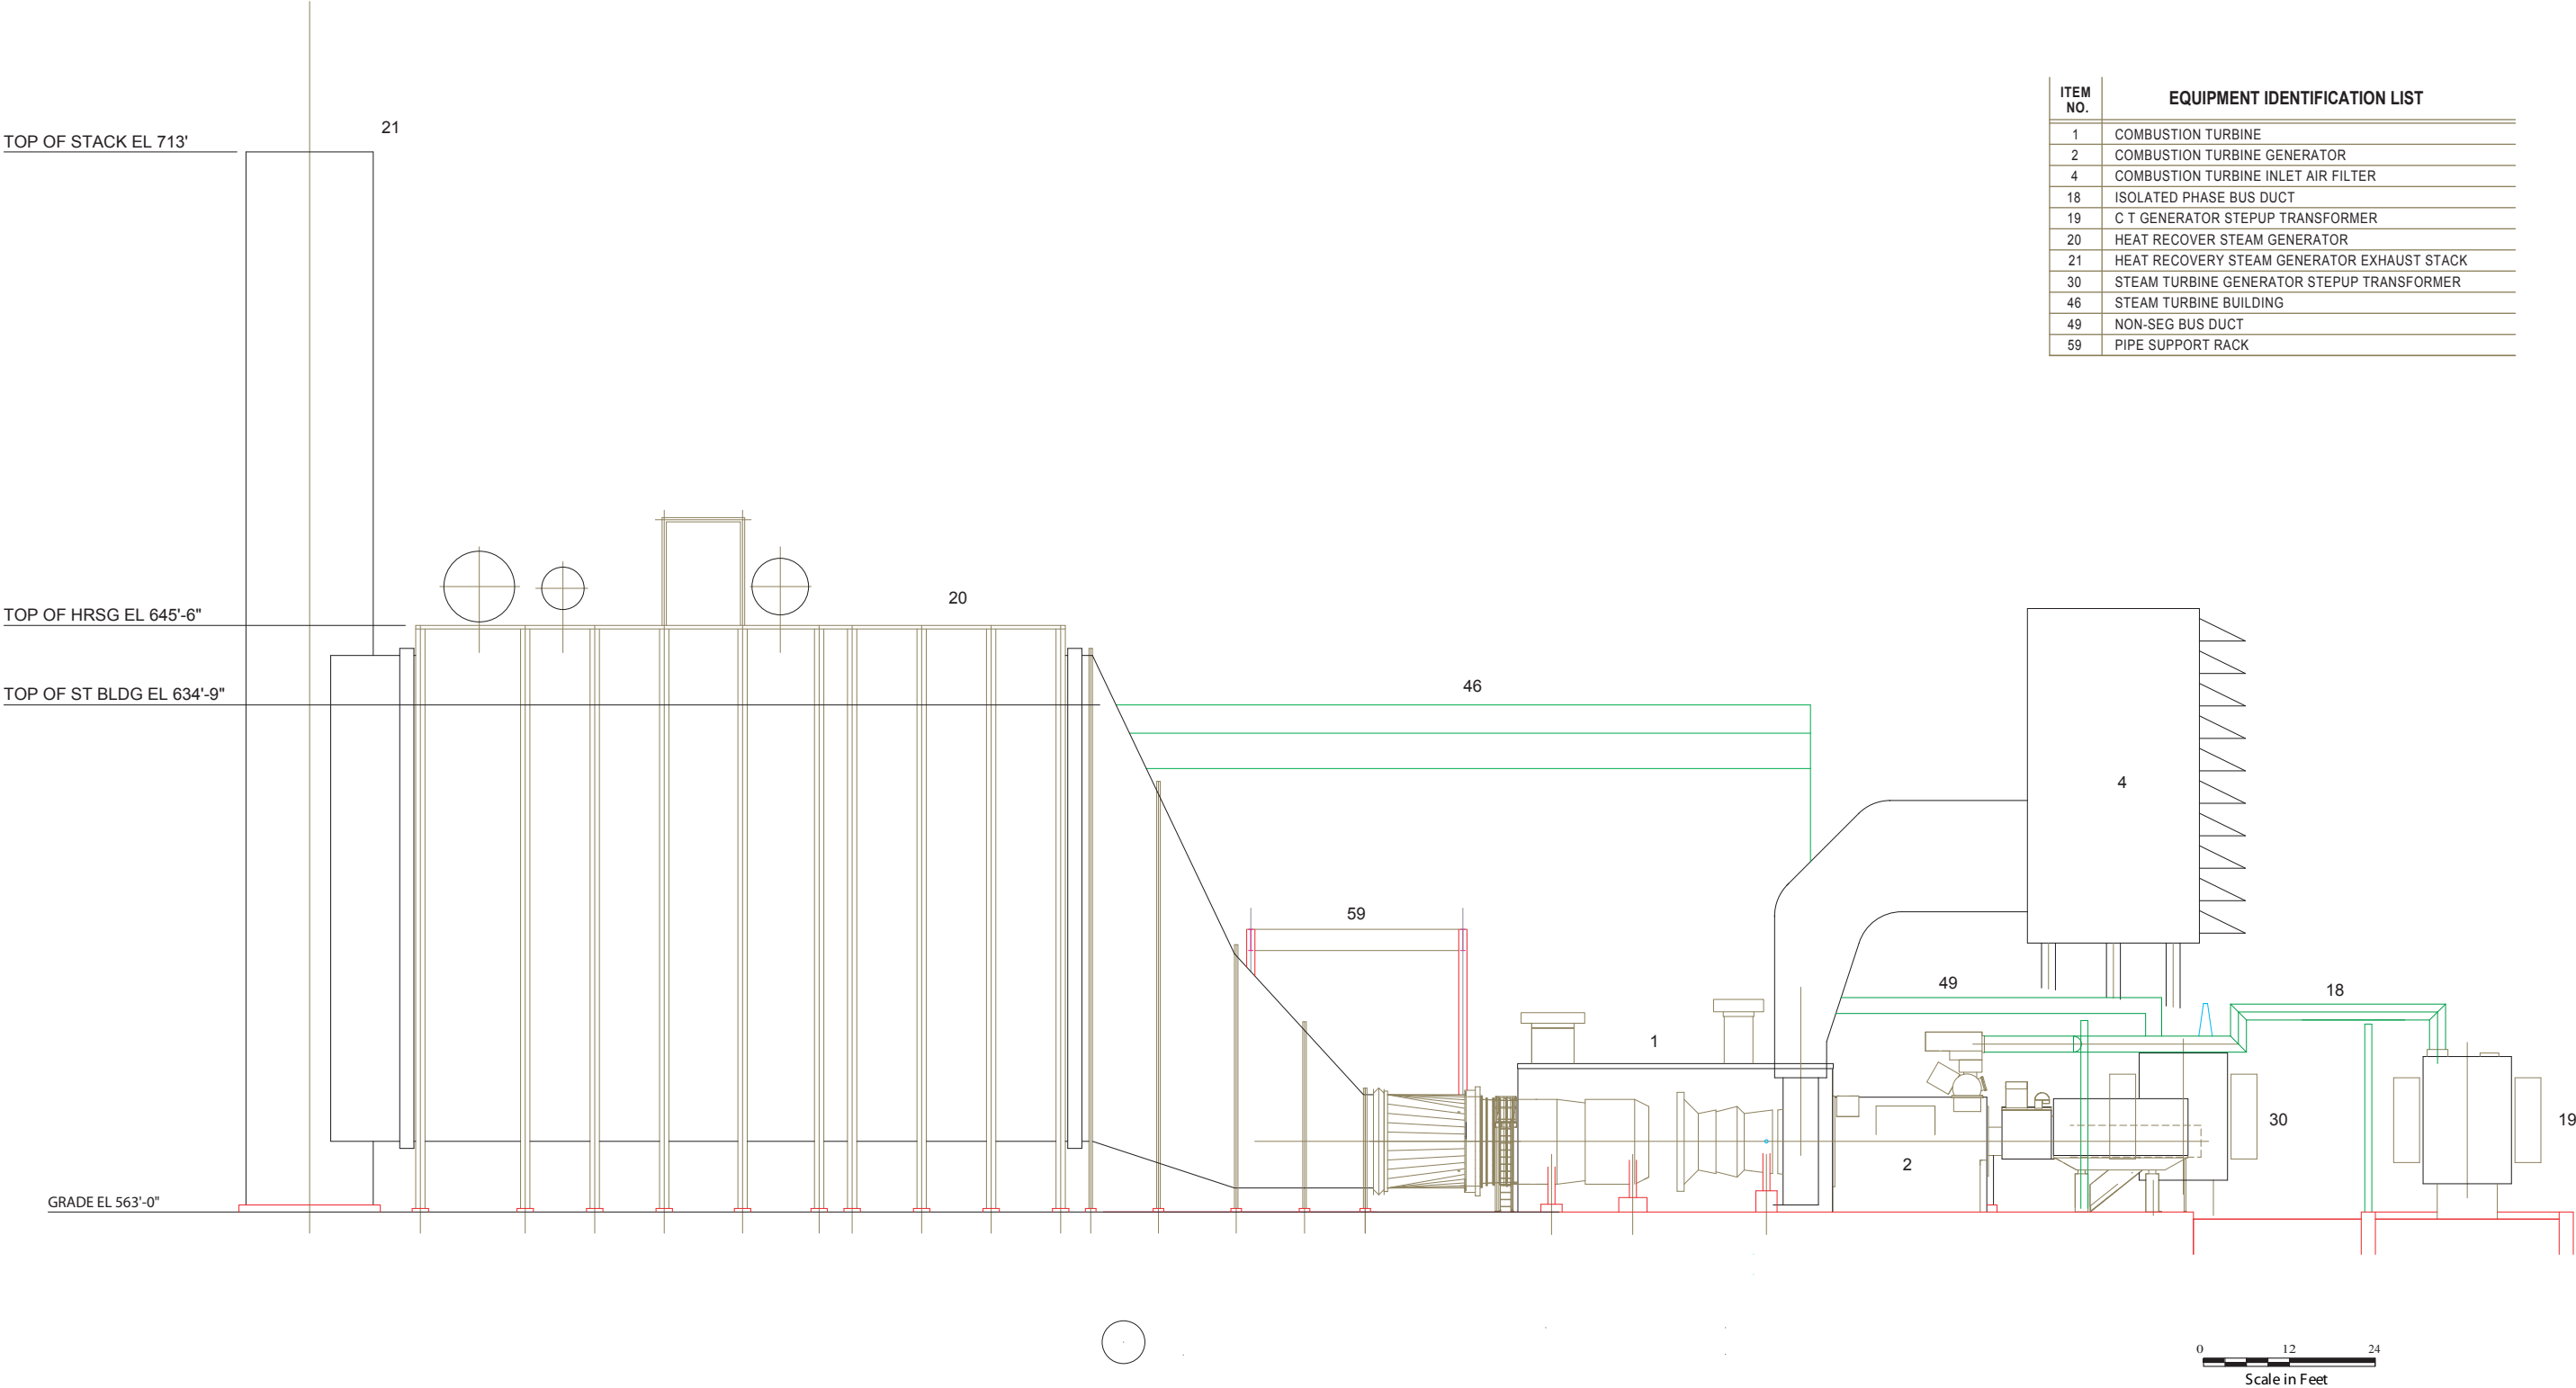 ITEM NO. EQUIPMENT IDENTIFICATION LIST
1 COMBUSTION TURBINE
2 COMBUSTION TURBINE GENERATOR
4 COMBUSTION TURBINE INLET AIR FILTER
18 ISOLATED PHASE BUS DUCT
19 C T GENERATOR STEPUP TRANSFORMER
20 HEAT RECOVER STEAM GENERATOR
21 HEAT RECOVERY STEAM GENERATOR EXHAUST STACK
30 STEAM TURBINE GENERATOR STEPUP TRANSFORMER
46 STEAM TURBINE BUILDING
49 NON-SEG BUS DUCT
59 PIPE SUPPORT RACK
21
TOP OF STACK EL 713'
20
TOP OF HRSG EL 645'-6"
46
TOP OF ST BLDG EL 634'-9"
4
59
49
18
1
30
19
2
GRADE EL 563'-0"
0 12 24
Scale in Feet